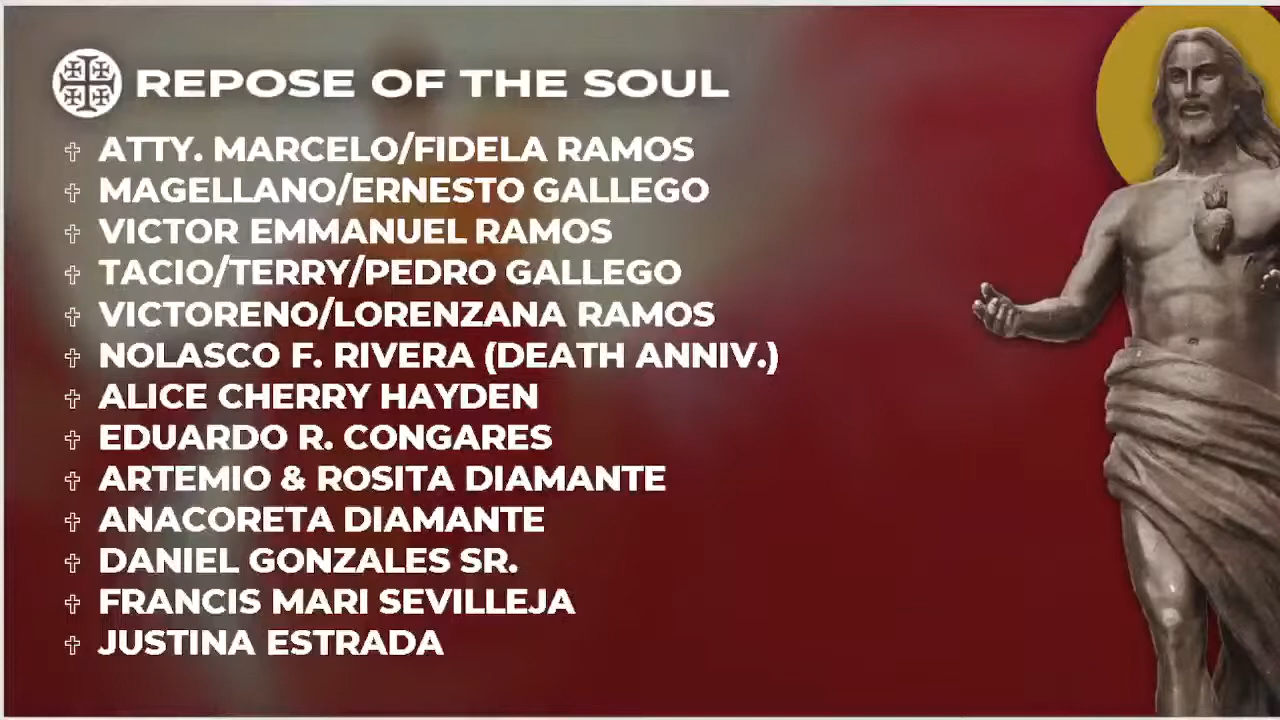 REPOSE OF THE SOUL
ATTY. MARCELO/FIDELA RAMOS
MAGELLANO/ERNESTO GALLEGO
VICTOR EMMANUEL RAMOS
TACIO/TERRY/PEDRO GALLEGO
VICTORENO/LORENZANA RAMOS
NOLASCO F. RIVERA (DEATH ANNIV.)
ALICE CHERRY HAYDEN
EDUARDO R. CONGARES
ARTEMIO & ROSITA DIAMANTE
ANACORETA DIAMANTE
DANIEL GONZALES SR.
FRANCIS MARI SEVILLEJA
JUSTINA ESTRADA